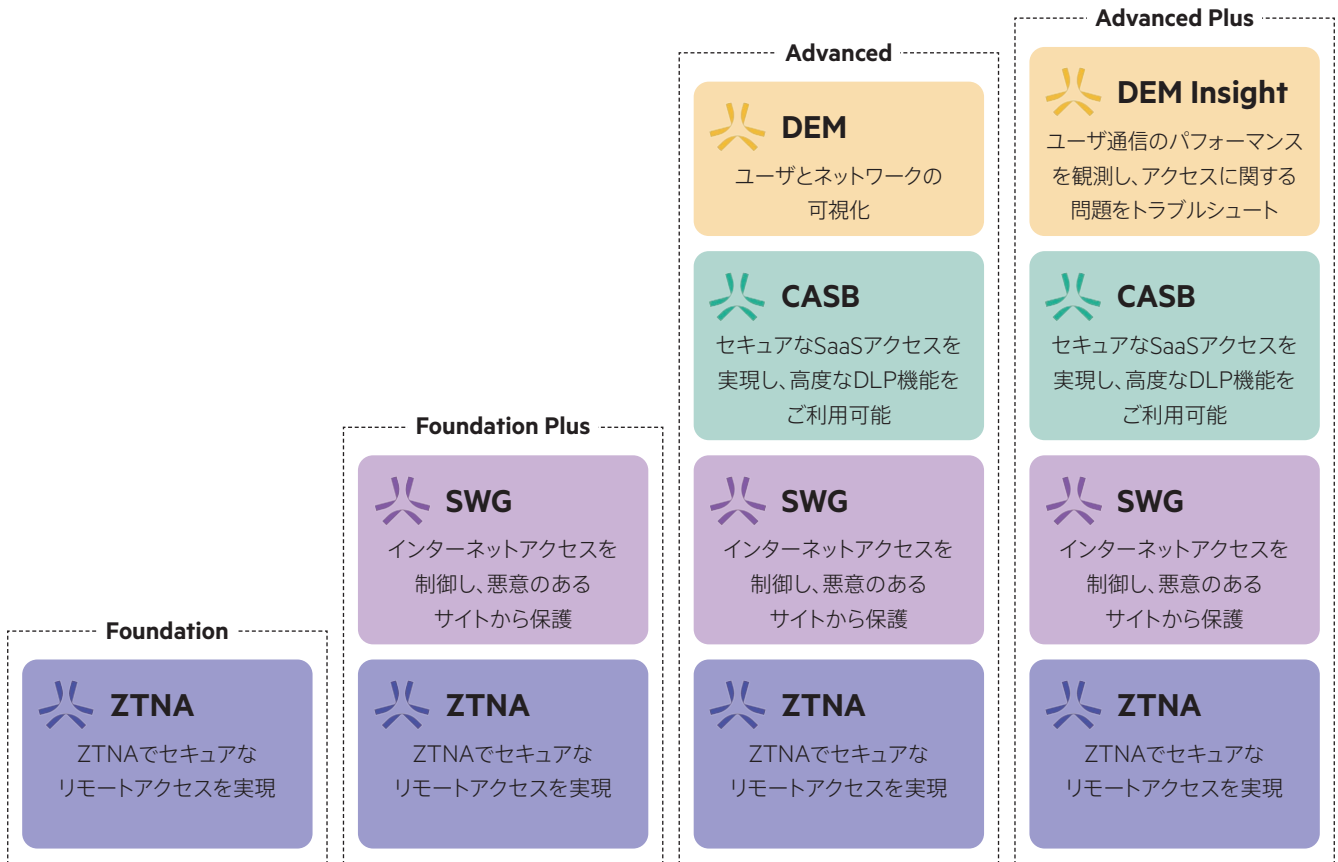 Foundation
ZTNA
ZTNAでセキュアな
リモートアクセスを実現
Foundation Plus
SWG
インターネットアクセスを
制御し、悪意のある
サイトから保護
ZTNA
ZTNAでセキュアな
リモートアクセスを実現
Advanced
DEM
ユーザとネットワークの
可視化
CASB
セキュアなSaaSアクセスを
実現し、高度なDLP機能を
ご利用可能
SWG
インターネットアクセスを
制御し、悪意のある
サイトから保護
ZTNA
ZTNAでセキュアな
リモートアクセスを実現
Advanced Plus
DEM Insight
ユーザ通信のパフォーマンス
を観測し、アクセスに関する
問題をトラブルシュート
CASB
セキュアなSaaSアクセスを
実現し、高度なDLP機能を
ご利用可能
SWG
インターネットアクセスを
制御し、悪意のある
サイトから保護
ZTNA
ZTNAでセキュアな
リモートアクセスを実現